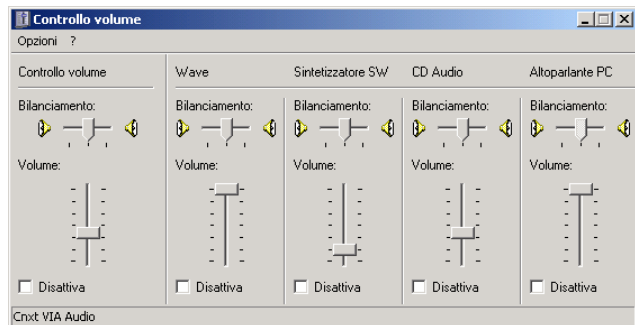 Controllo volume
Opzioni ?
Controllo volume Wave Sintetizzatore SW CD Audio Altoparlante PC
Bilanciamento: Bilanciamento: Bilanciamento: Bilanciamento: Bilanciamento:
Volume: Volume: Volume: Volume: Volume:
Disattiva Disattiva Disattiva Disattiva Disattiva
Cnxt VIA Audio